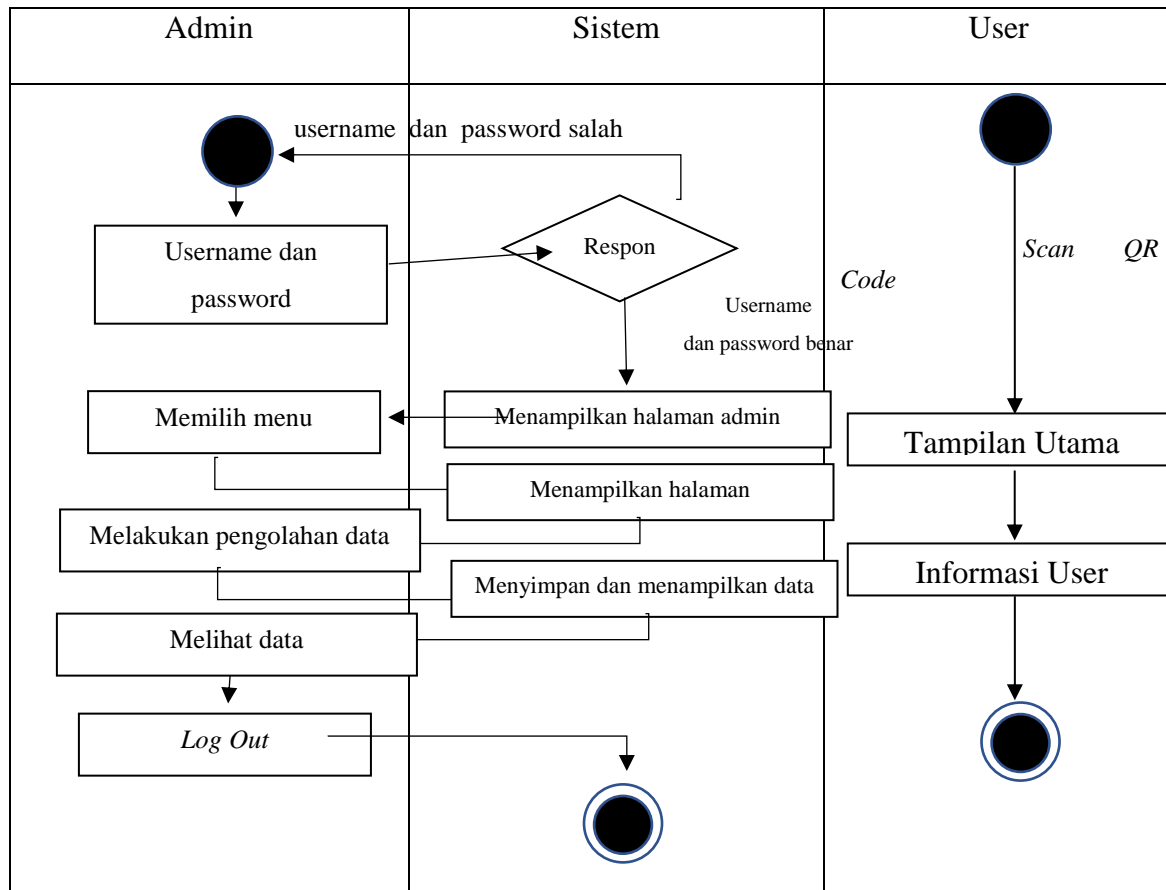 Admin
Sistem
User
username dan password salah
Username dan
password
Respon
Scan QR
Code
Username
dan password benar
Memilih menu
Menampilkan halaman admin
Tampilan Utama
Menampilkan halaman
Melakukan pengolahan data
Informasi User
Menyimpan dan menampilkan data
Melihat data
Log Out